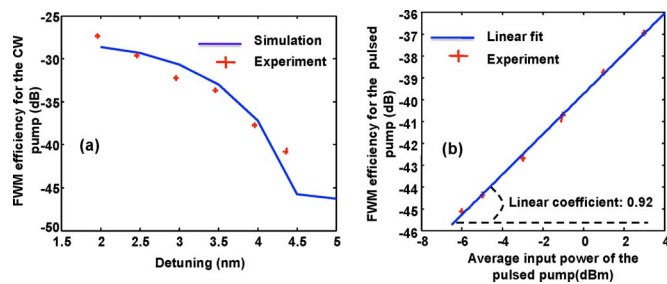 FWM efficiency for the CW
pump (dB)
-25
-30
-35
-40
-45
-50
1.5
2
2.5
3
3.5
4
4.5
5
Detuning (nm)
Simulation
Experiment
(a)
FWM efficiency for the pulsed
pump (dB)
-36
-37
-38
-39
-40
-41
-42
-43
-44
-45
-46
-8
-6
-4
-2
0
2
4
Average input power of the
pulsed pump(dBm)
Linear fit
Experiment
(b)
Linear coefficient: 0.92